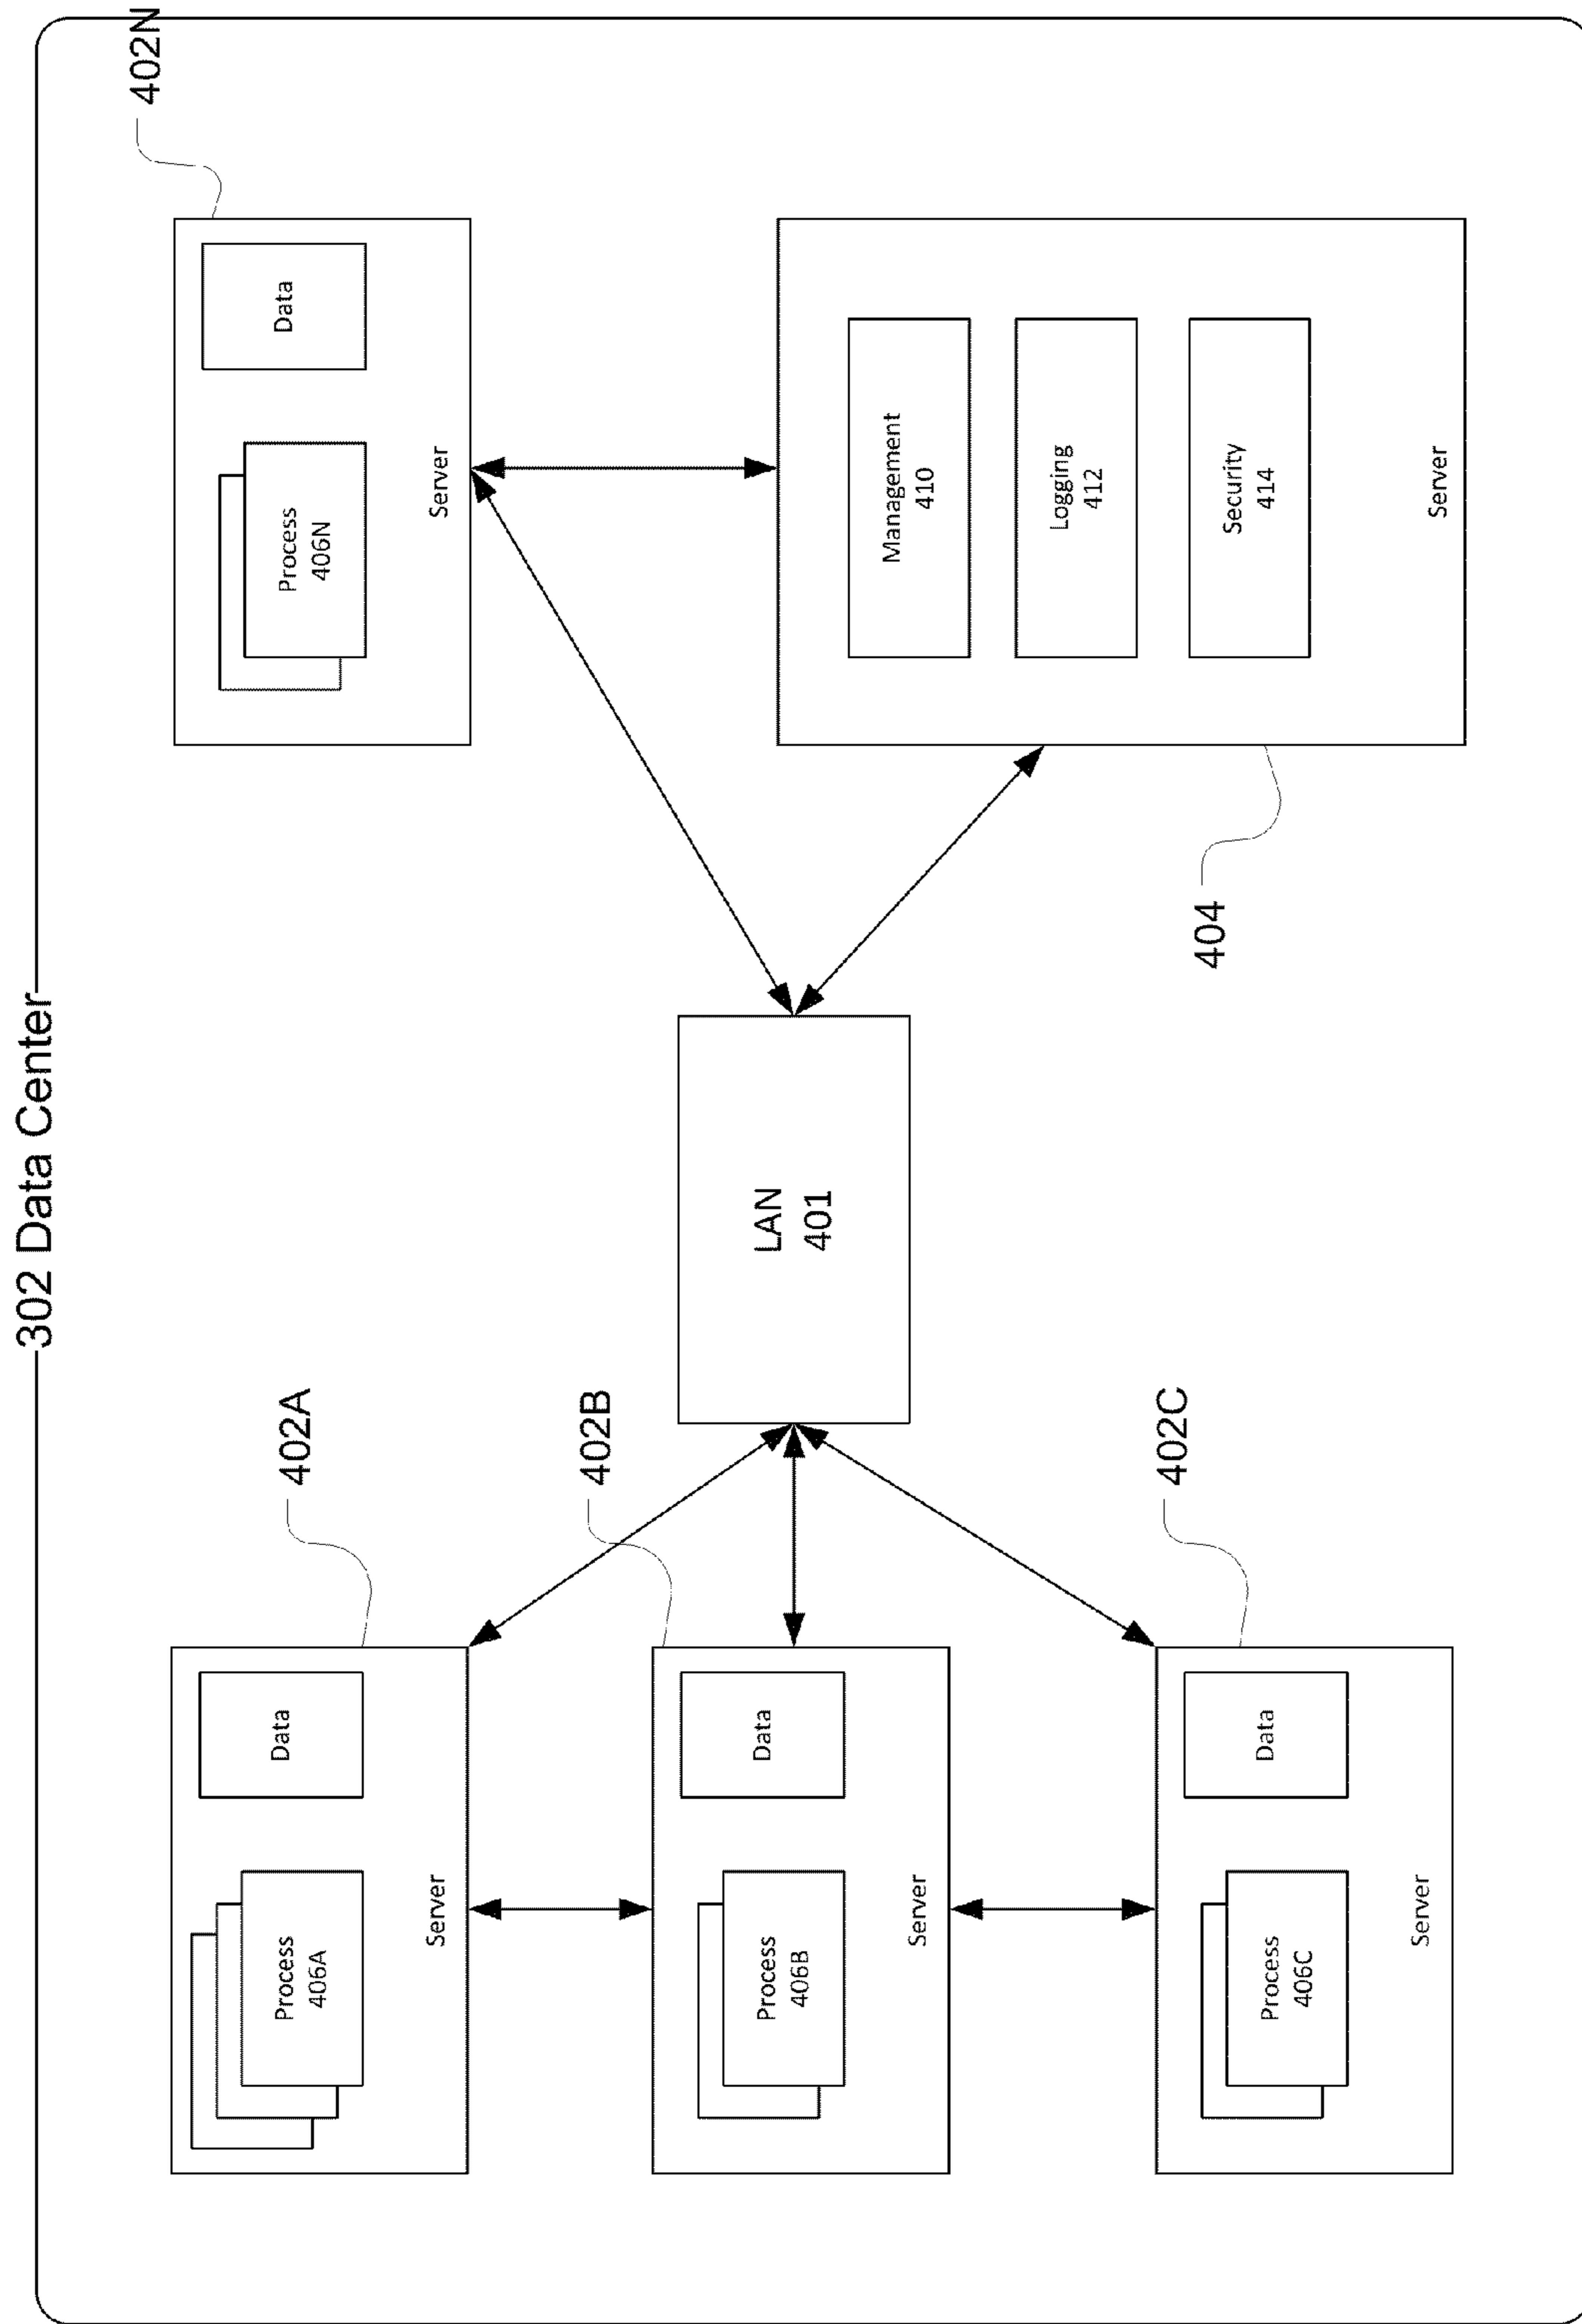 302 Data Center
402A
Process
406A
Data
Server
402B
Process
406B
Data
Server
402C
Process
406C
Data
Server
LAN
401
402N
Process
406N
Data
Server
404
Management
410
Logging
412
Security
414
Server